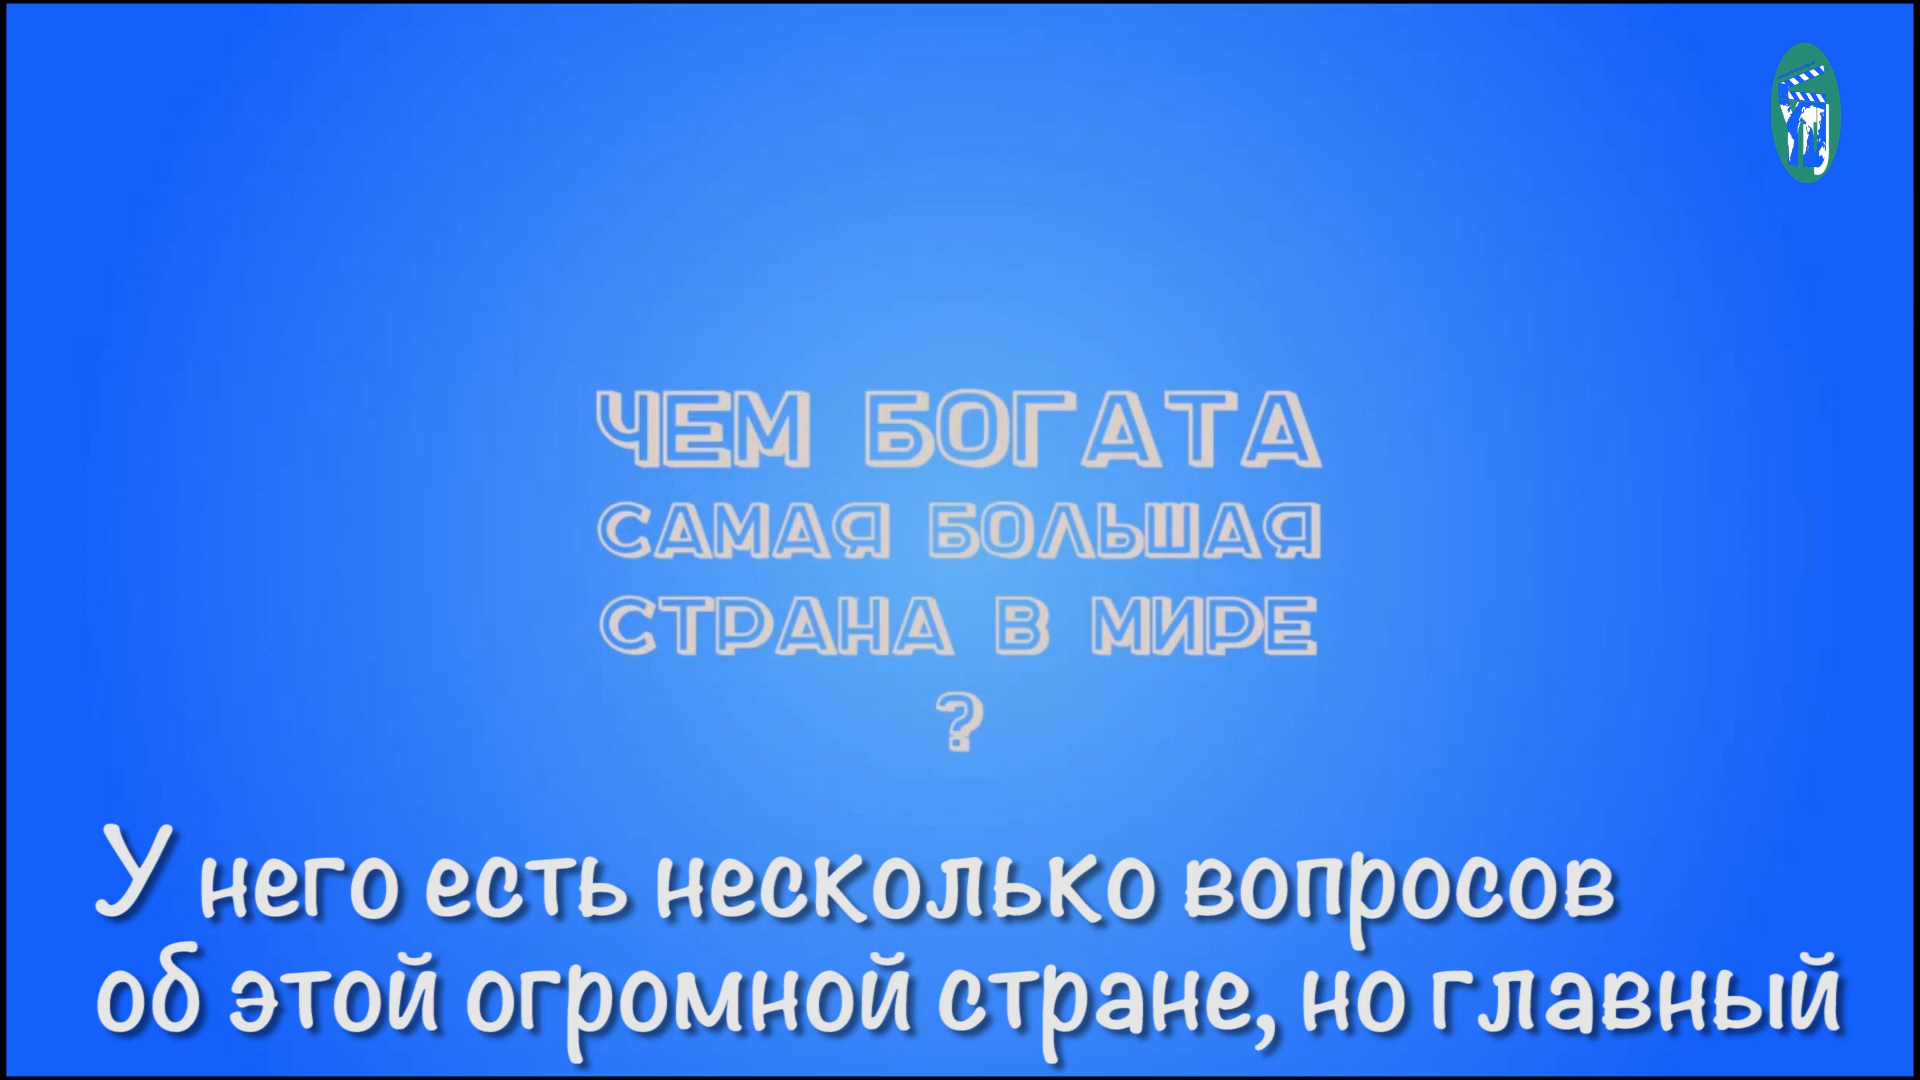 ЧЕМ БОГАТА
САМАЯ БОЛЬШАЯ
СТРАНА В МИРЕ
?
У него есть несколько вопросов
об этой огромной стране, но главный